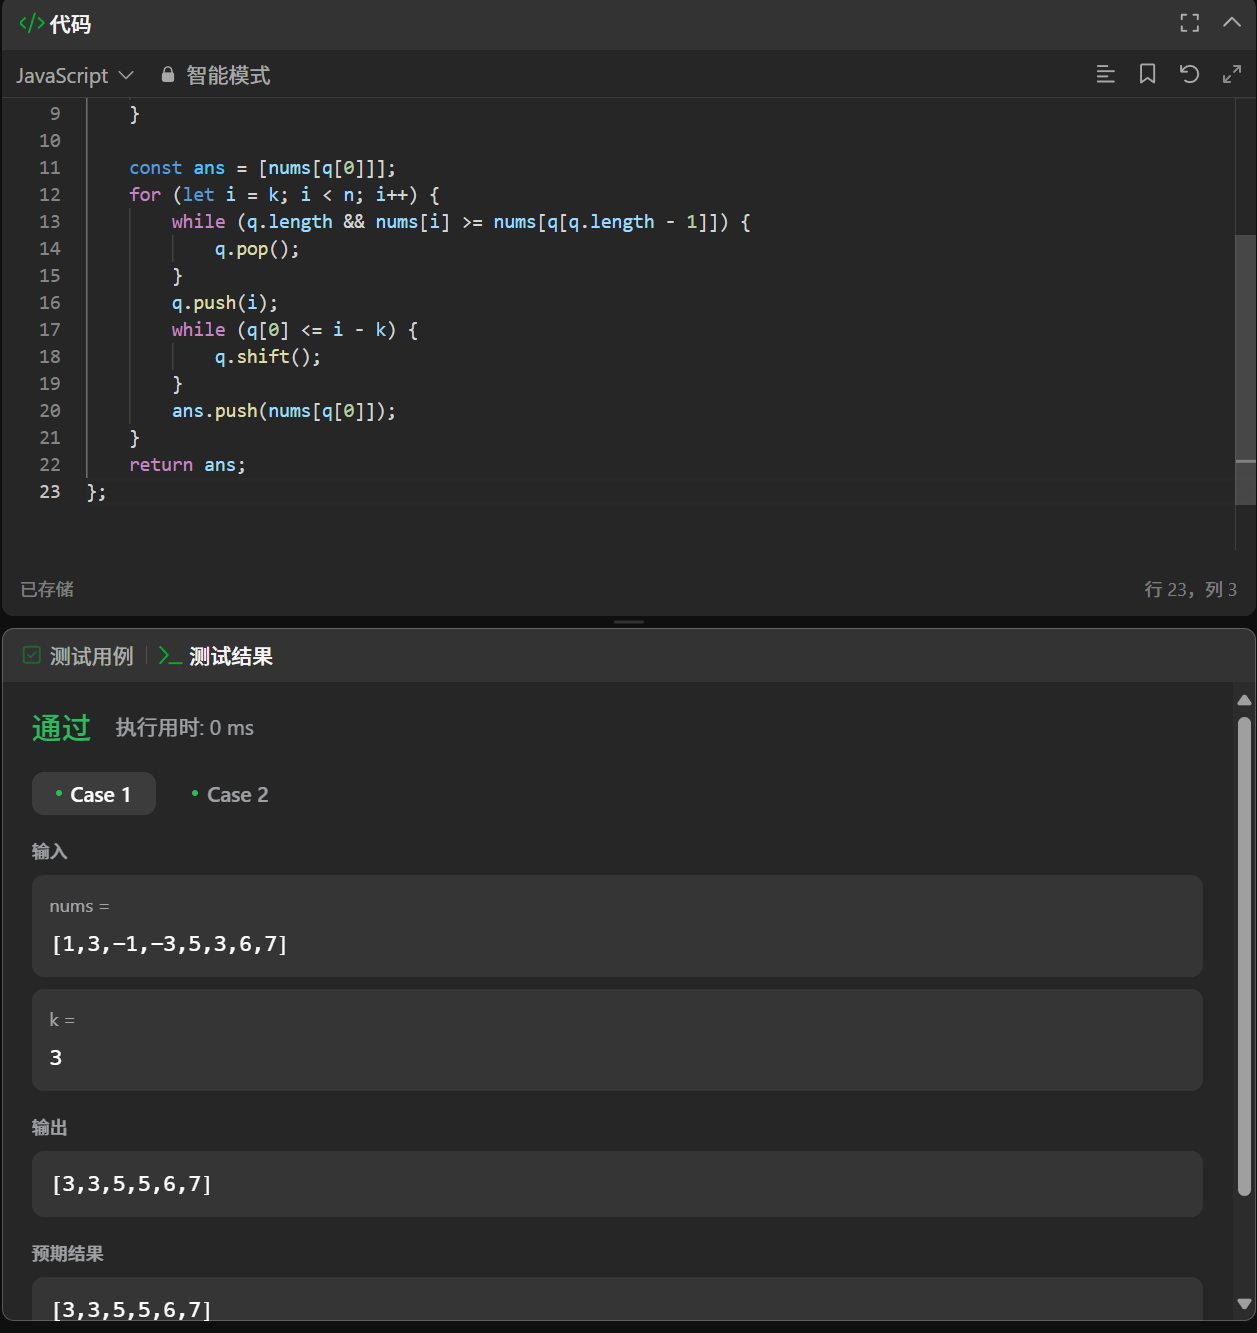 </> 代码
JavaScript 智能模式
9 }
10
11 const ans = [nums[q[0]]];
12 for (let i = k; i < n; i++) {
13 while (q.length && nums[i] >= nums[q[q.length - 1]]) {
14 q.pop();
15 }
16 q.push(i);
17 while (q[0] <= i - k) {
18 q.shift();
19 }
20 ans.push(nums[q[0]]);
21 }
22 return ans;
23 };
已存储 行 23，列 3
测试用例 >_ 测试结果
通过 执行用时: 0 ms
Case 1 Case 2
输入
nums =
[1,3,-1,-3,5,3,6,7]
k =
3
输出
[3,3,5,5,6,7]
预期结果
[3,3,5,5,6,7]